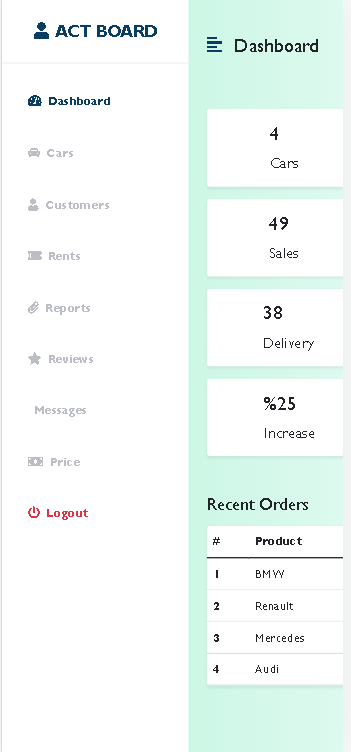 ACT BOARD
Dashboard
Cars
Customers
Rents
Reports
Reviews
Messages
Price
Logout
Dashboard
4
Cars
49
Sales
38
Delivery
%25
Increase
Recent Orders
# Product
1 BMW
2 Renault
3 Mercedes
4 Audi